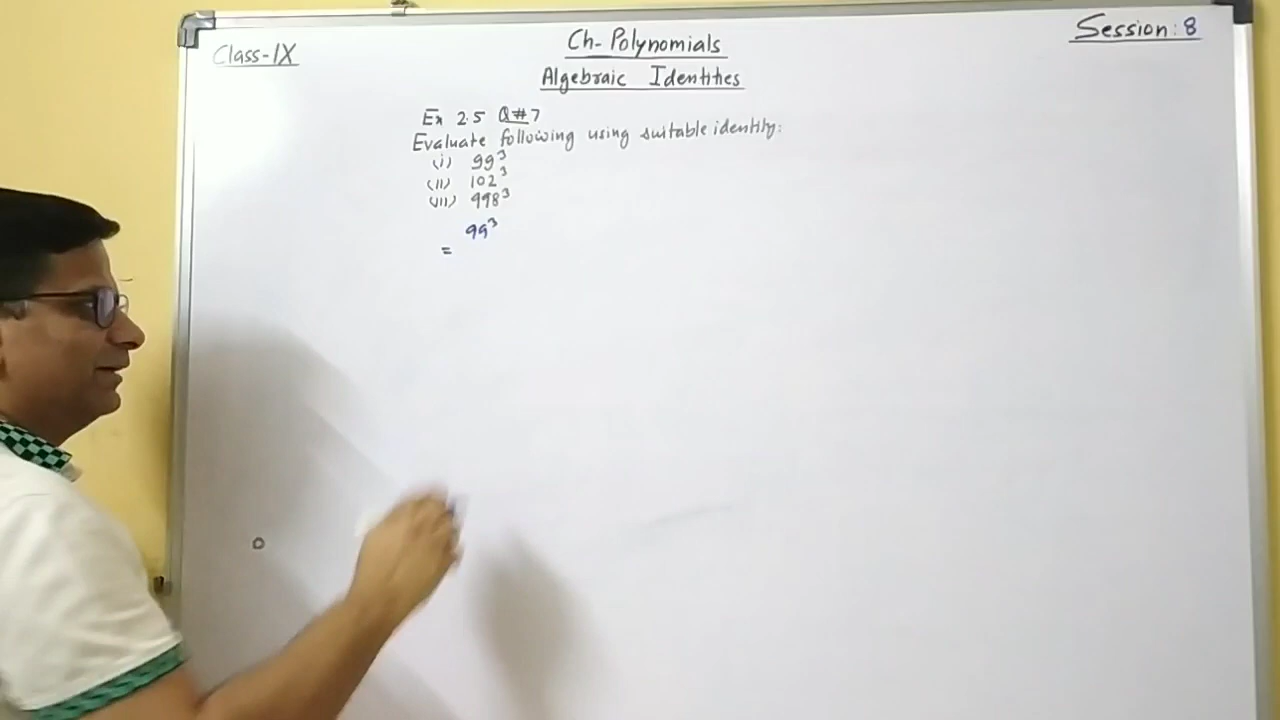 Class-IX
Ch- Polynomials
Session: 8
Algebraic Identities
Ex 2.5 Q#7
Evaluate following using suitable identity:
(i) 99³
(ii) 102³
(iii) 998³
99³
=